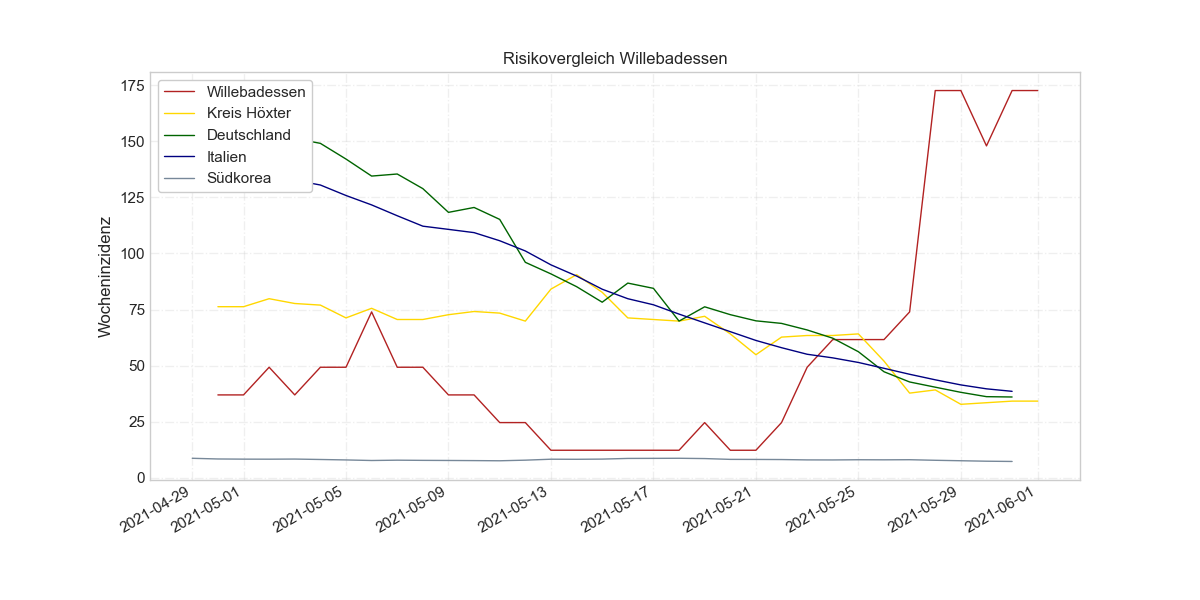 Risikovergleich Willebadessen
Wocheninzidenz
175
150
125
100
75
50
25
0
Willebadessen
Kreis Höxter
Deutschland
Italien
Südkorea
2021-04-29
2021-05-01
2021-05-05
2021-05-09
2021-05-13
2021-05-17
2021-05-21
2021-05-25
2021-05-29
2021-06-01